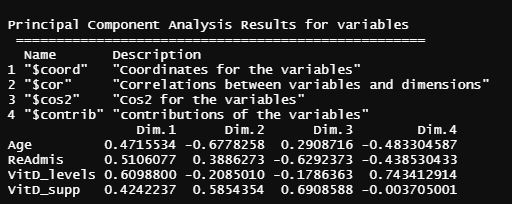 Principal Component Analysis Results for variables
===================================================
Name Description
1 "$coord" "Coordinates for the variables"
2 "$cor" "Correlations between variables and dimensions"
3 "$cos2" "Cos2 for the variables"
4 "$contrib" "contributions of the variables"
Dim.1 Dim.2 Dim.3 Dim.4
Age 0.4715534 -0.6778258 0.2908716 -0.483304587
ReAdmis 0.5106077 0.3886273 -0.6292373 -0.438530433
VitD_levels 0.6098800 -0.2085010 -0.1786363 0.743412914
VitD_supp 0.4242237 0.5854354 0.6908588 -0.003705001